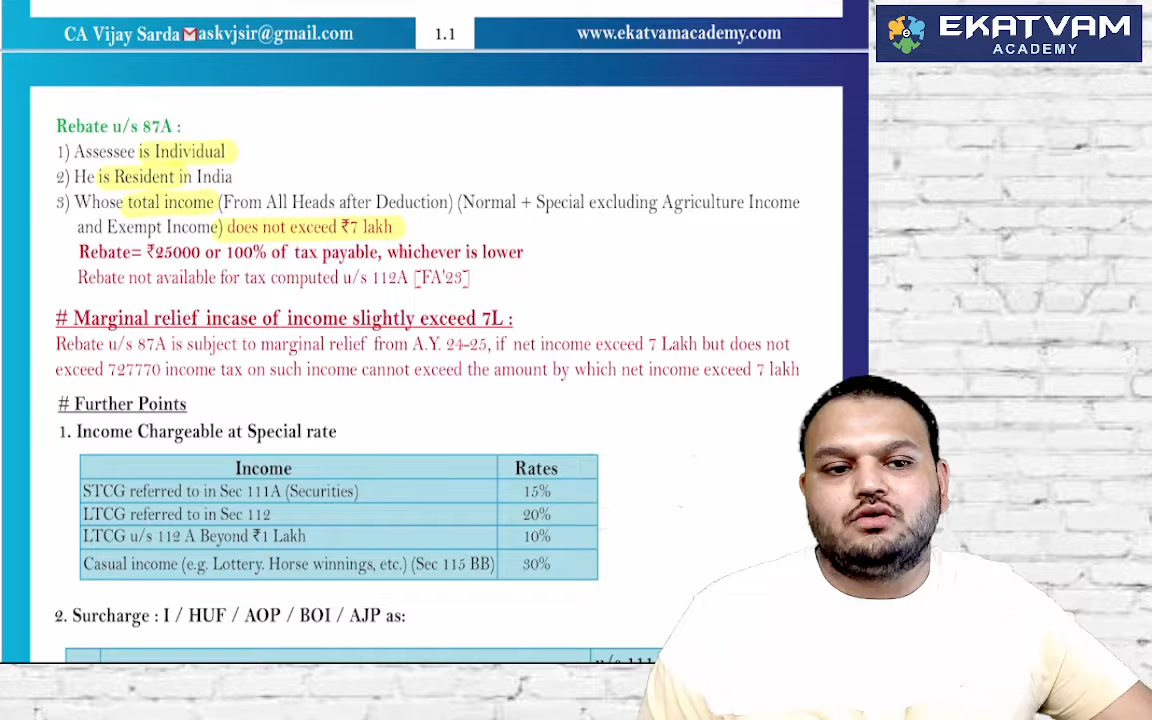 CA Vijay Sarda askvjsir@gmail.com
1.1
www.ekatvamacademy.com
EKATVAM
ACADEMY
Rebate u/s 87A :
1) Assessee is Individual
2) He is Resident in India
3) Whose total income (From All Heads after Deduction) (Normal + Special excluding Agriculture Income
and Exempt Income) does not exceed ₹7 lakh
Rebate= ₹25000 or 100% of tax payable, whichever is lower
Rebate not available for tax computed u/s 112A [FA'23]
# Marginal relief incase of income slightly exceed 7L :
Rebate u/s 87A is subject to marginal relief from A.Y. 24-25, if net income exceed 7 Lakh but does not
exceed 727770 income tax on such income cannot exceed the amount by which net income exceed 7 lakh
# Further Points
1. Income Chargeable at Special rate
Income Rates
STCG referred to in Sec 111A (Securities) 15%
LTCG referred to in Sec 112 20%
LTCG u/s 112 A Beyond ₹1 Lakh 10%
Casual income (e.g. Lottery. Horse winnings, etc.) (Sec 115 BB) 30%
2. Surcharge : I / HUF / AOP / BOI / AJP as: